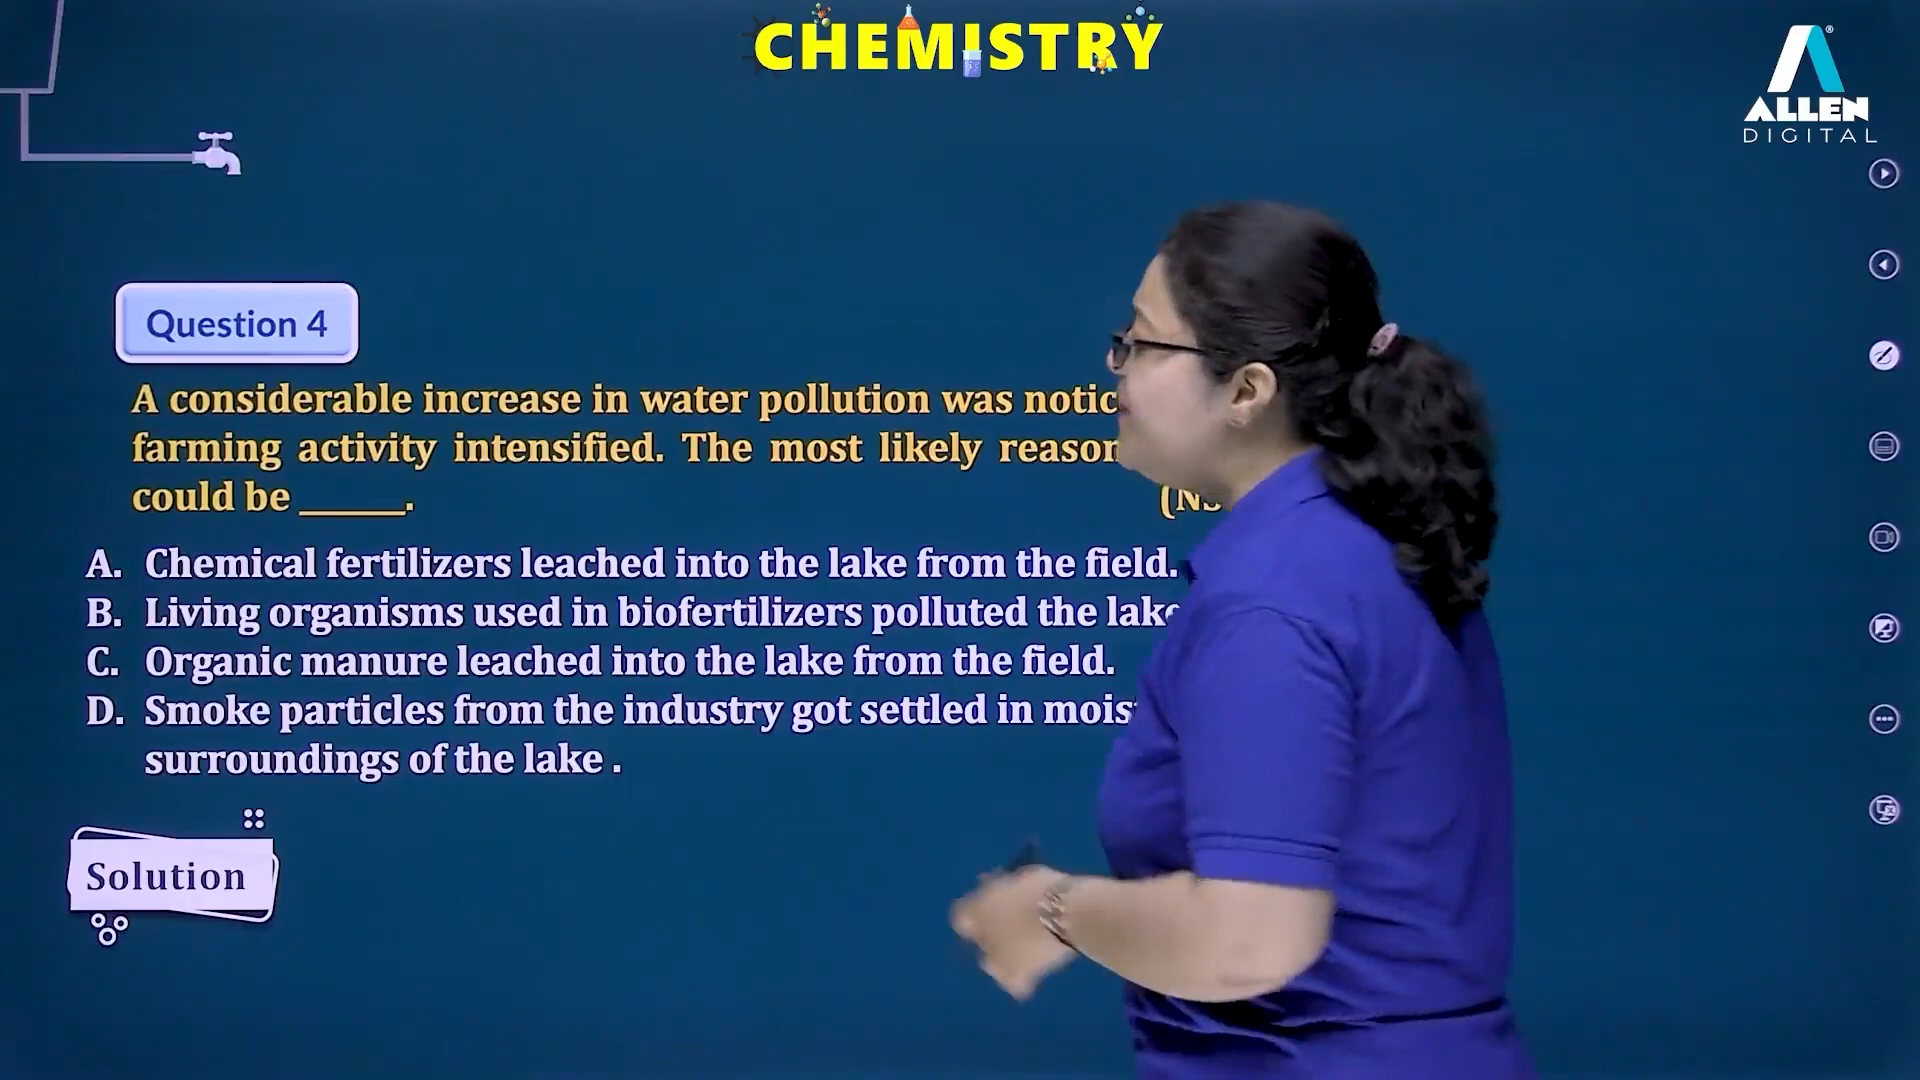 CHEMISTRY
ALLEN
DIGITAL
Question 4
A considerable increase in water pollution was
farming activity intensified. The most likely reason
could be ______.
A. Chemical fertilizers leached into the lake from the field.
B. Living organisms used in biofertilizers polluted the
C. Organic manure leached into the lake from the field.
D. Smoke particles from the industry got settled in
surroundings of the lake .
Solution